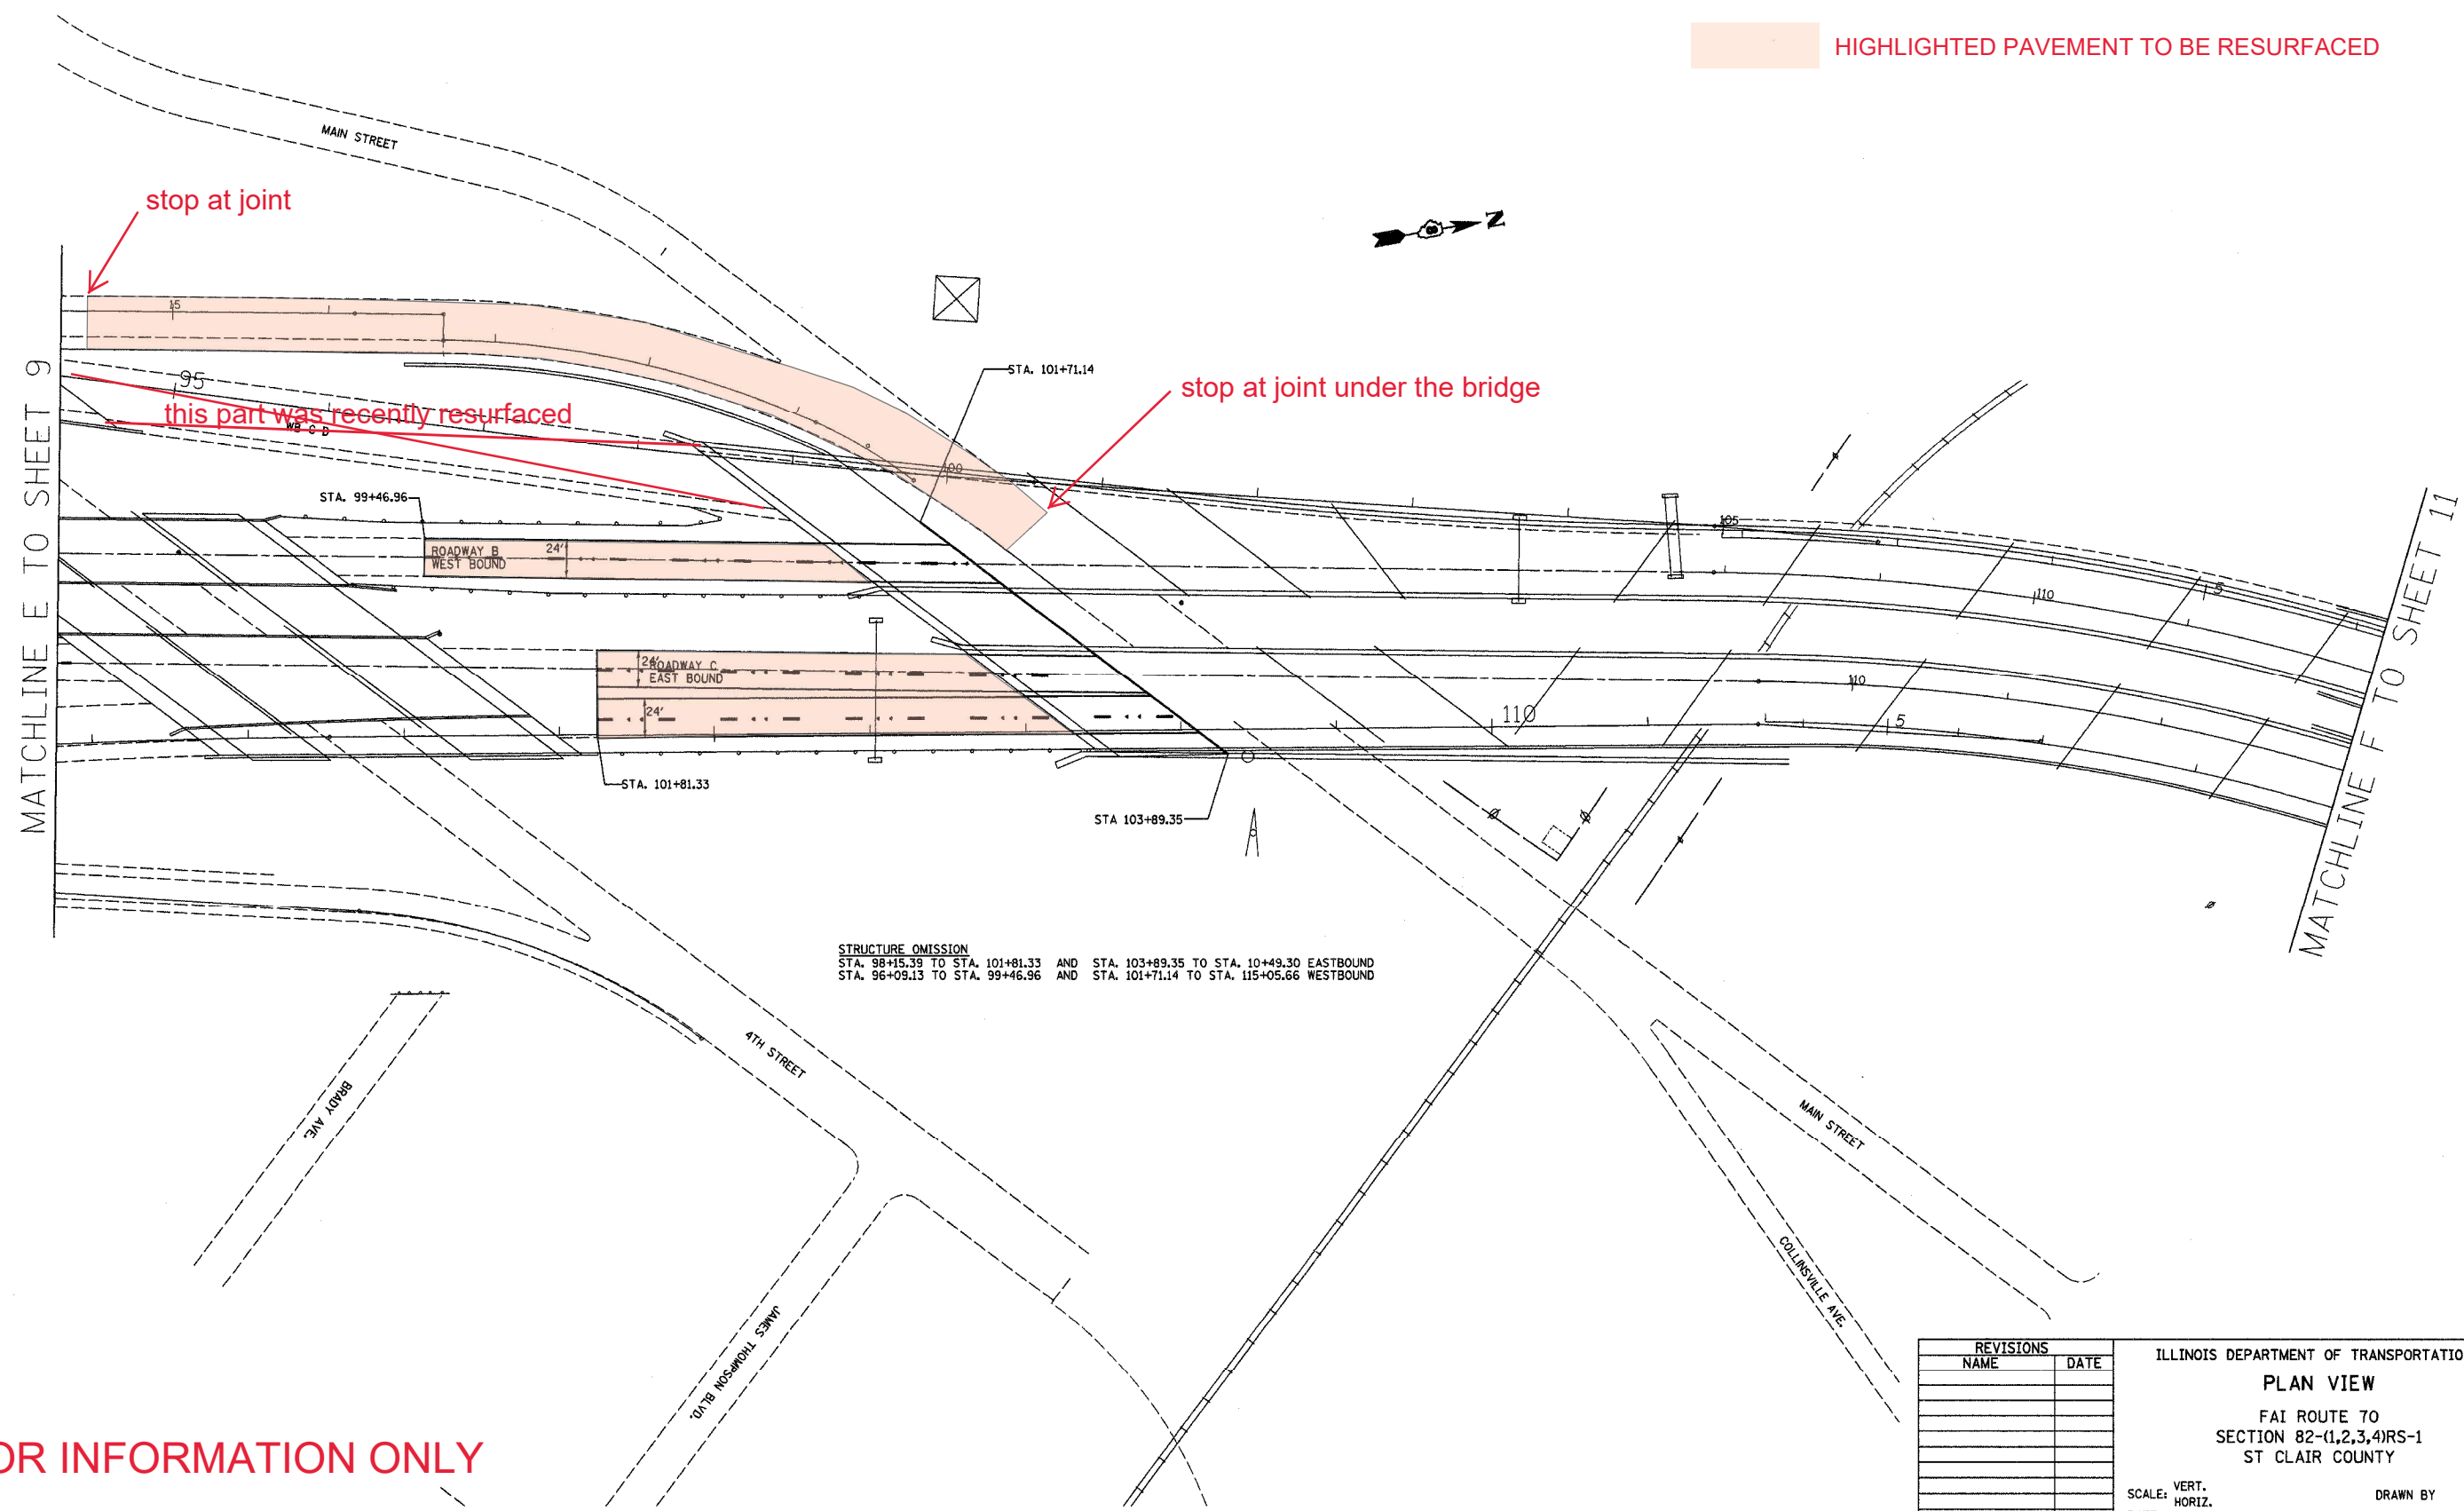 HIGHLIGHTED PAVEMENT TO BE RESURFACED
MAIN STREET
stop at joint
N
15
STA. 101+71.14
stop at joint under the bridge
MATCHLINE E TO SHEET 9
95
this part was recently resurfaced
WB C-D
100
STA. 99+46.96
ROADWAY B
WEST BOUND
24'
105
110
5
MATCHLINE F TO SHEET 11
24'
ROADWAY C
EAST BOUND
24'
110
110
5
STA. 101+81.33
STA 103+89.35
STRUCTURE OMISSION
STA. 98+15.39 TO STA. 101+81.33 AND STA. 103+89.35 TO STA. 10+49.30 EASTBOUND
STA. 96+09.13 TO STA. 99+46.96 AND STA. 101+71.14 TO STA. 115+05.66 WESTBOUND
4TH STREET
BRADY AVE.
MAIN STREET
COLLINSVILLE AVE.
JAMES THOMPSON BLVD.
OR INFORMATION ONLY
REVISIONS
NAME DATE
ILLINOIS DEPARTMENT OF TRANSPORTATIO
PLAN VIEW
FAI ROUTE 70
SECTION 82-(1,2,3,4)RS-1
ST CLAIR COUNTY
SCALE: VERT.
HORIZ.
DRAWN BY